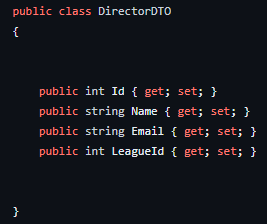 public class DirectorDTO
{
public int Id { get; set; }
public string Name { get; set; }
public string Email { get; set; }
public int LeagueId { get; set; }
}